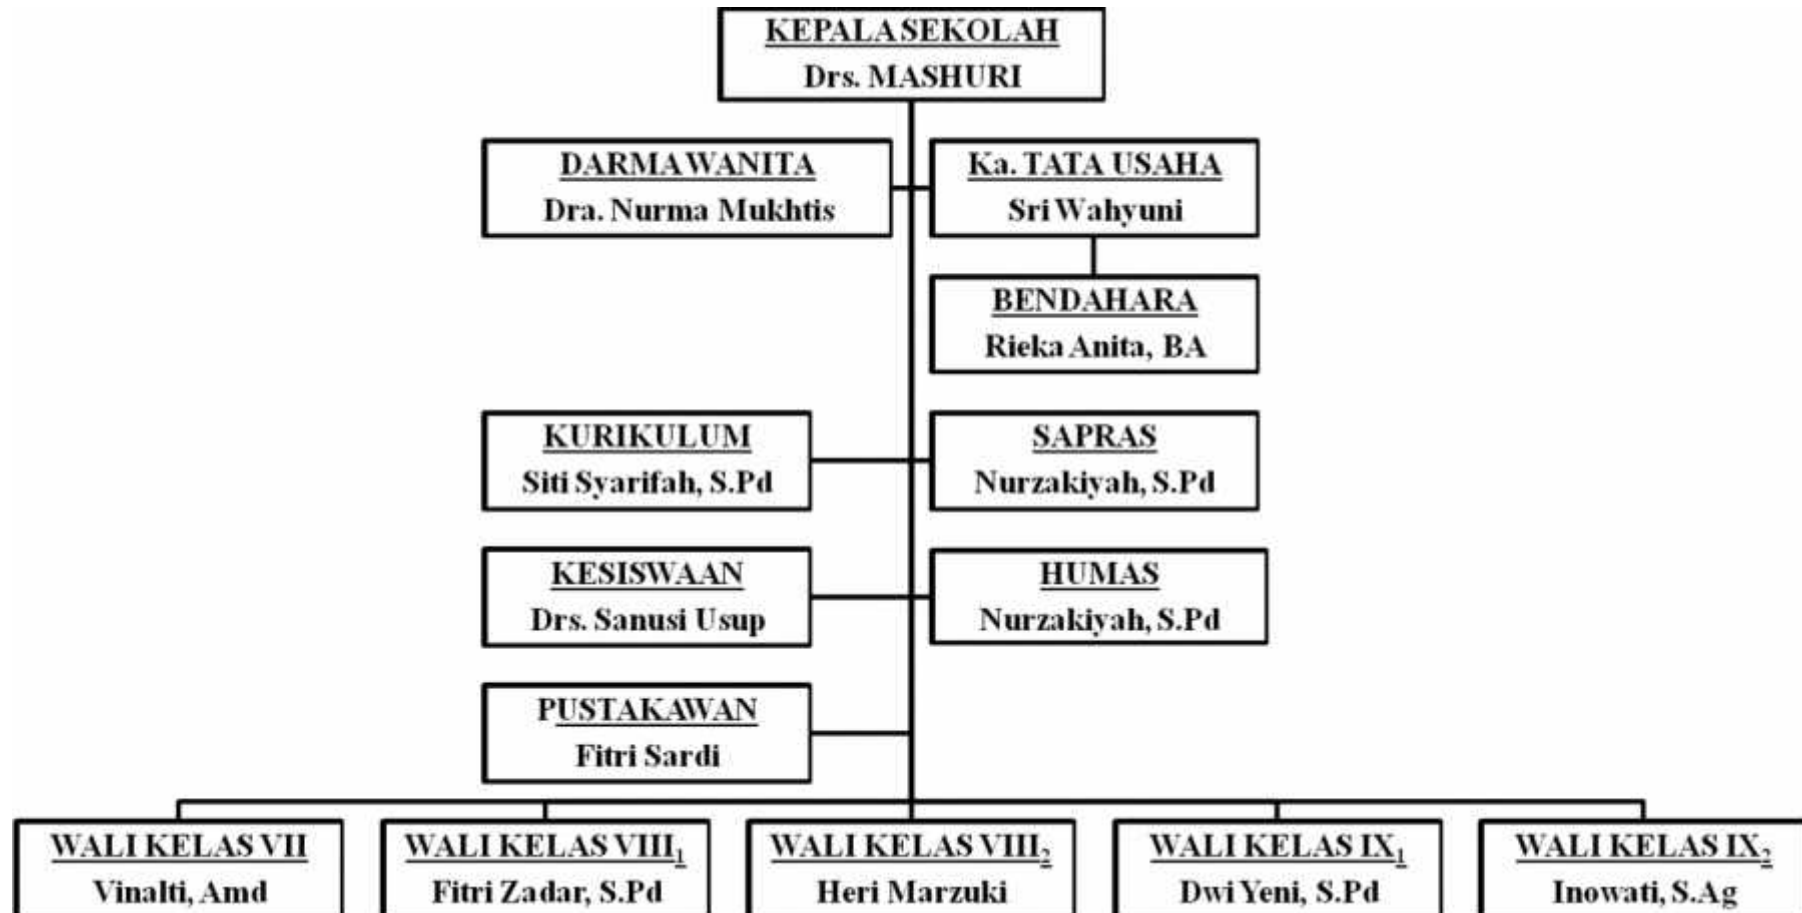 KEPALA SEKOLAH
Drs. MASHURI
DARMA WANITA
Dra. Nurma Mukhtis
Ka. TATA USAHA
Sri Wahyuni
BENDAHARA
Rieka Anita, BA
KURIKULUM
Siti Syarifah, S.Pd
SAPRAS
Nurzakiyah, S.Pd
KESISWAAN
Drs. Sanusi Usup
HUMAS
Nurzakiyah, S.Pd
PUSTAKAWAN
Fitri Sardi
WALI KELAS VII
Vinalti, Amd
WALI KELAS VIII₁
Fitri Zadar, S.Pd
WALI KELAS VIII₂
Heri Marzuki
WALI KELAS IX₁
Dwi Yeni, S.Pd
WALI KELAS IX₂
Inowati, S.Ag